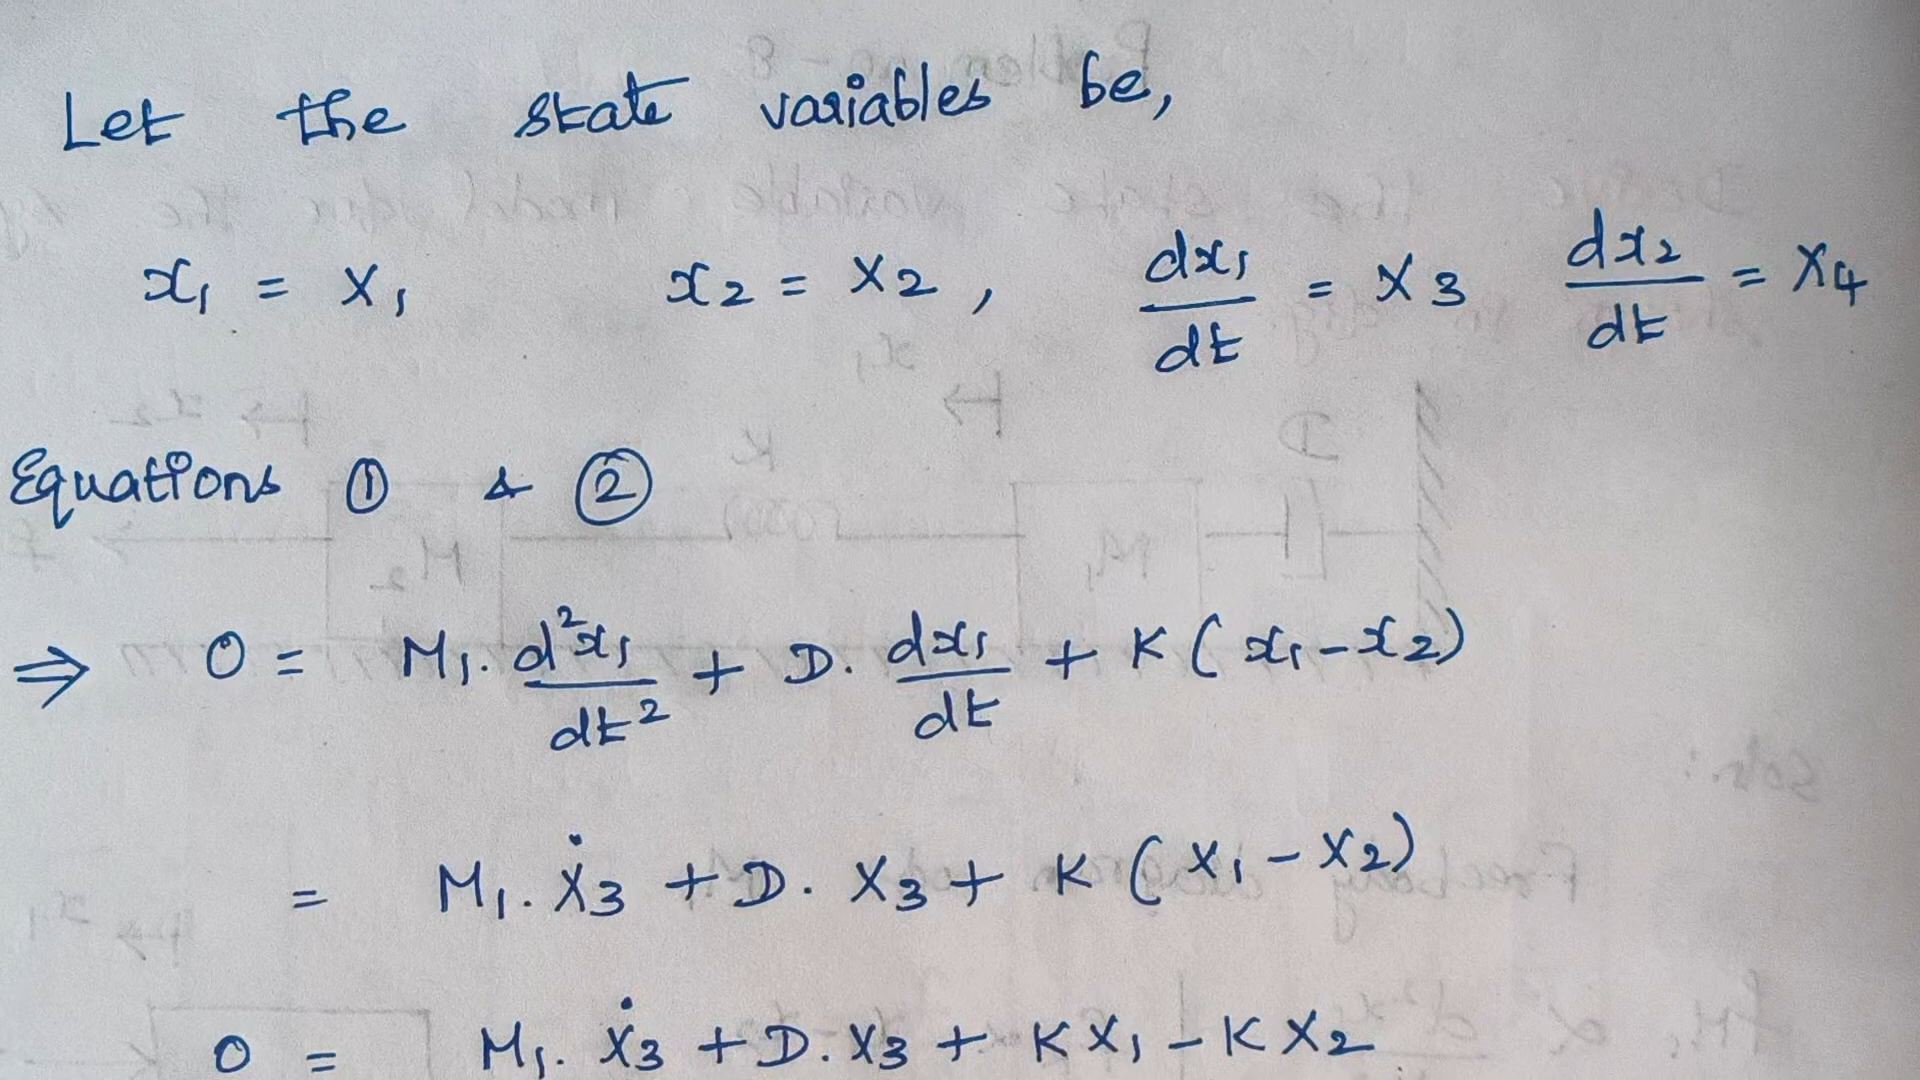 Let the state variables be,
x₁ = X₁ x₂ = X₂, dx₁/dt = X₃ dx₂/dt = X₄
Equations ① & ②
⇒ 0 = M₁. d²x₁/dt² + D. dx₁/dt + K (x₁-x₂)
= M₁. Ẋ₃ + D. X₃ + K (X₁ - X₂)
0 = M₁. Ẋ₃ + D. X₃ + KX₁ - KX₂